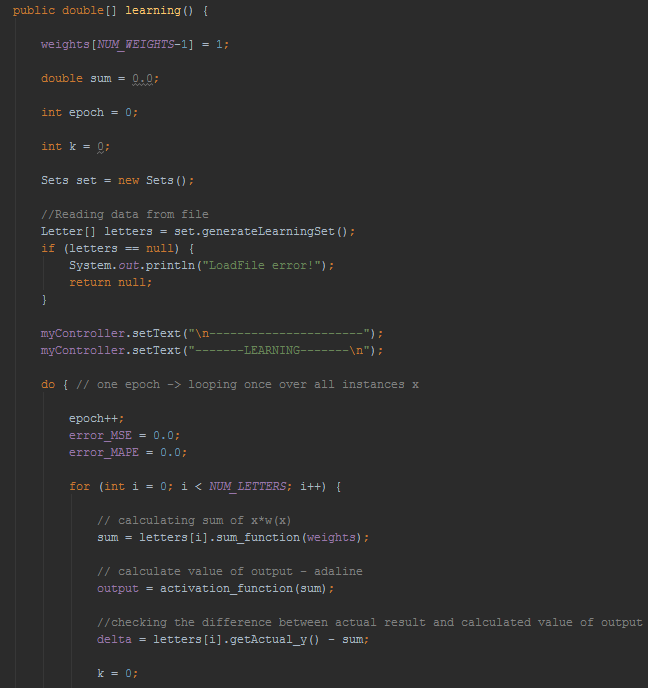 public double[] learning() {
weights[NUM_WEIGHTS-1] = 1;
double sum = 0.0;
int epoch = 0;
int k = 0;
Sets set = new Sets();
//Reading data from file
Letter[] letters = set.generateLearningSet();
if (letters == null) {
System.out.println("LoadFile error!");
return null;
}
myController.setText("\n----------------------");
myController.setText("-------LEARNING-------\n");
do { // one epoch -> looping once over all instances x
epoch++;
error_MSE = 0.0;
error_MAPE = 0.0;
for (int i = 0; i < NUM_LETTERS; i++) {
// calculating sum of x*w(x)
sum = letters[i].sum_function(weights);
// calculate value of output - adaline
output = activation_function(sum);
//checking the difference between actual result and calculated value of output
delta = letters[i].getActual_y() - sum;
k = 0;